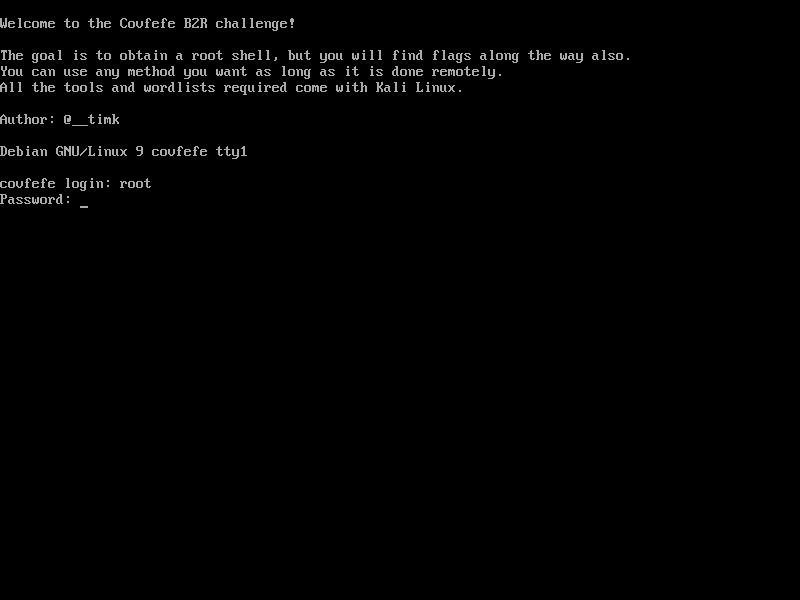 Welcome to the Covfefe B2R challenge!
The goal is to obtain a root shell, but you will find flags along the way also.
You can use any method you want as long as it is done remotely.
All the tools and wordlists required come with Kali Linux.
Author: @__timk
Debian GNU/Linux 9 covfefe tty1
covfefe login: root
Password: _